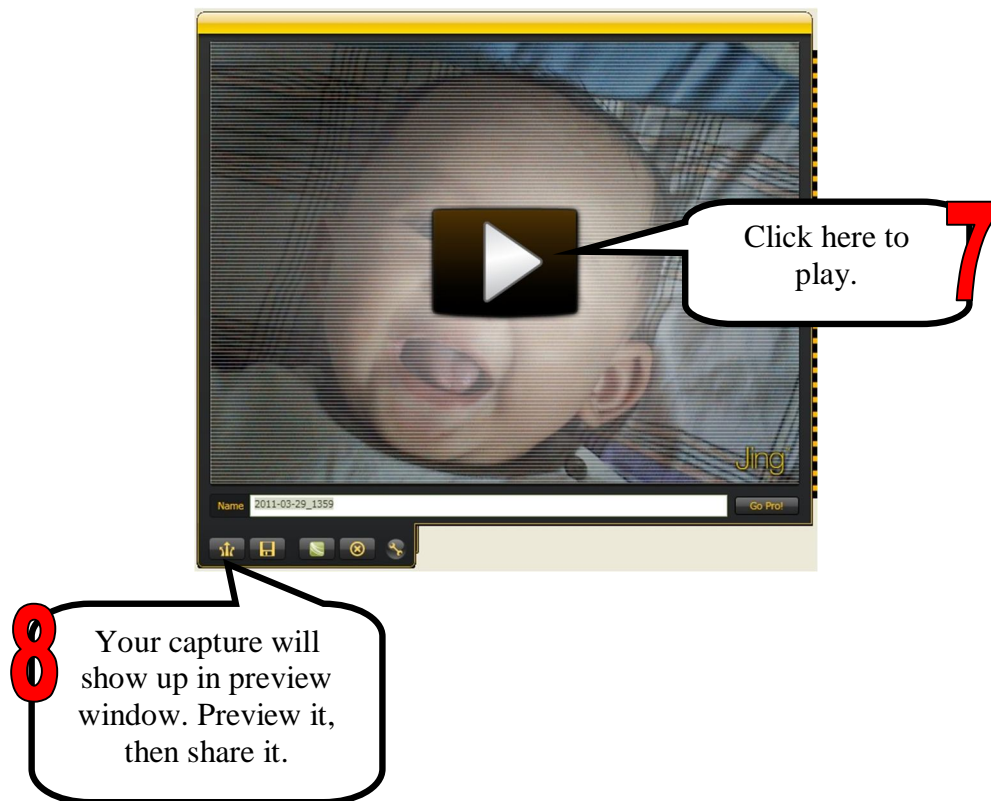 Click here to
play.
7
Jing
Name 2011-03-29_1359 Go Pro!
8
Your capture will
show up in preview
window. Preview it,
then share it.